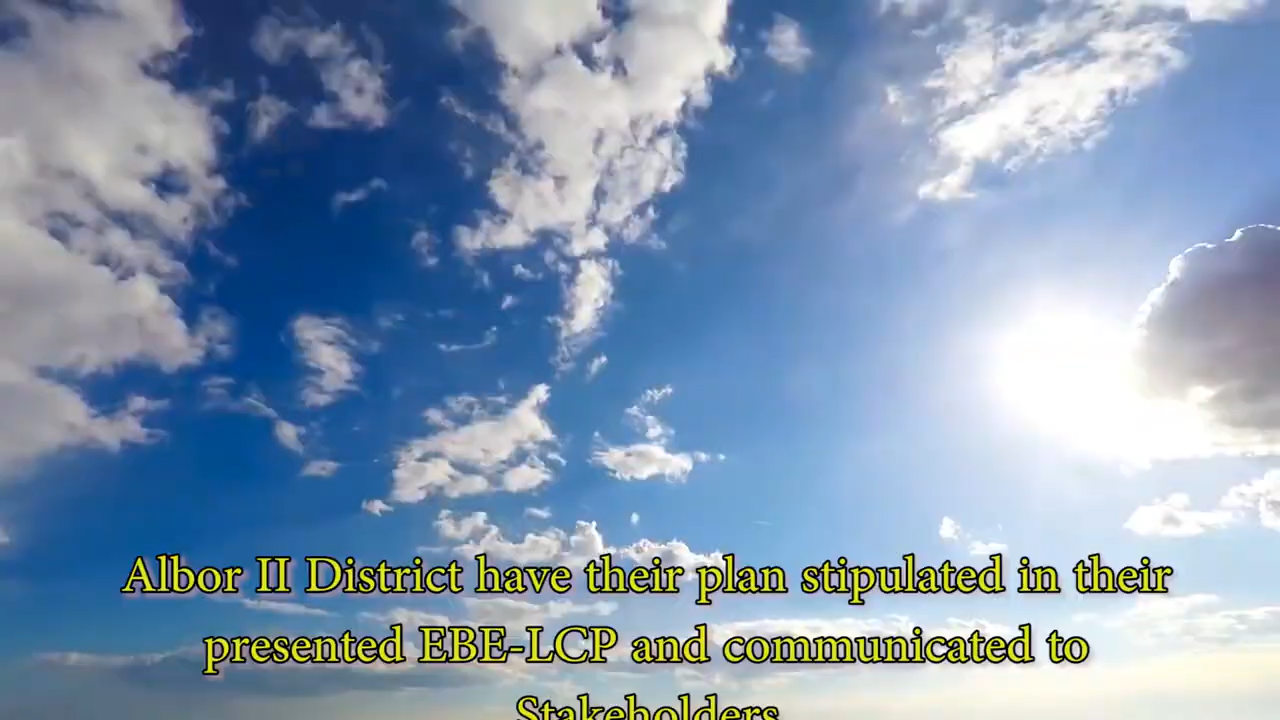 Albor II District have their plan stipulated in their
presented EBE-LCP and communicated to
Stakeholders